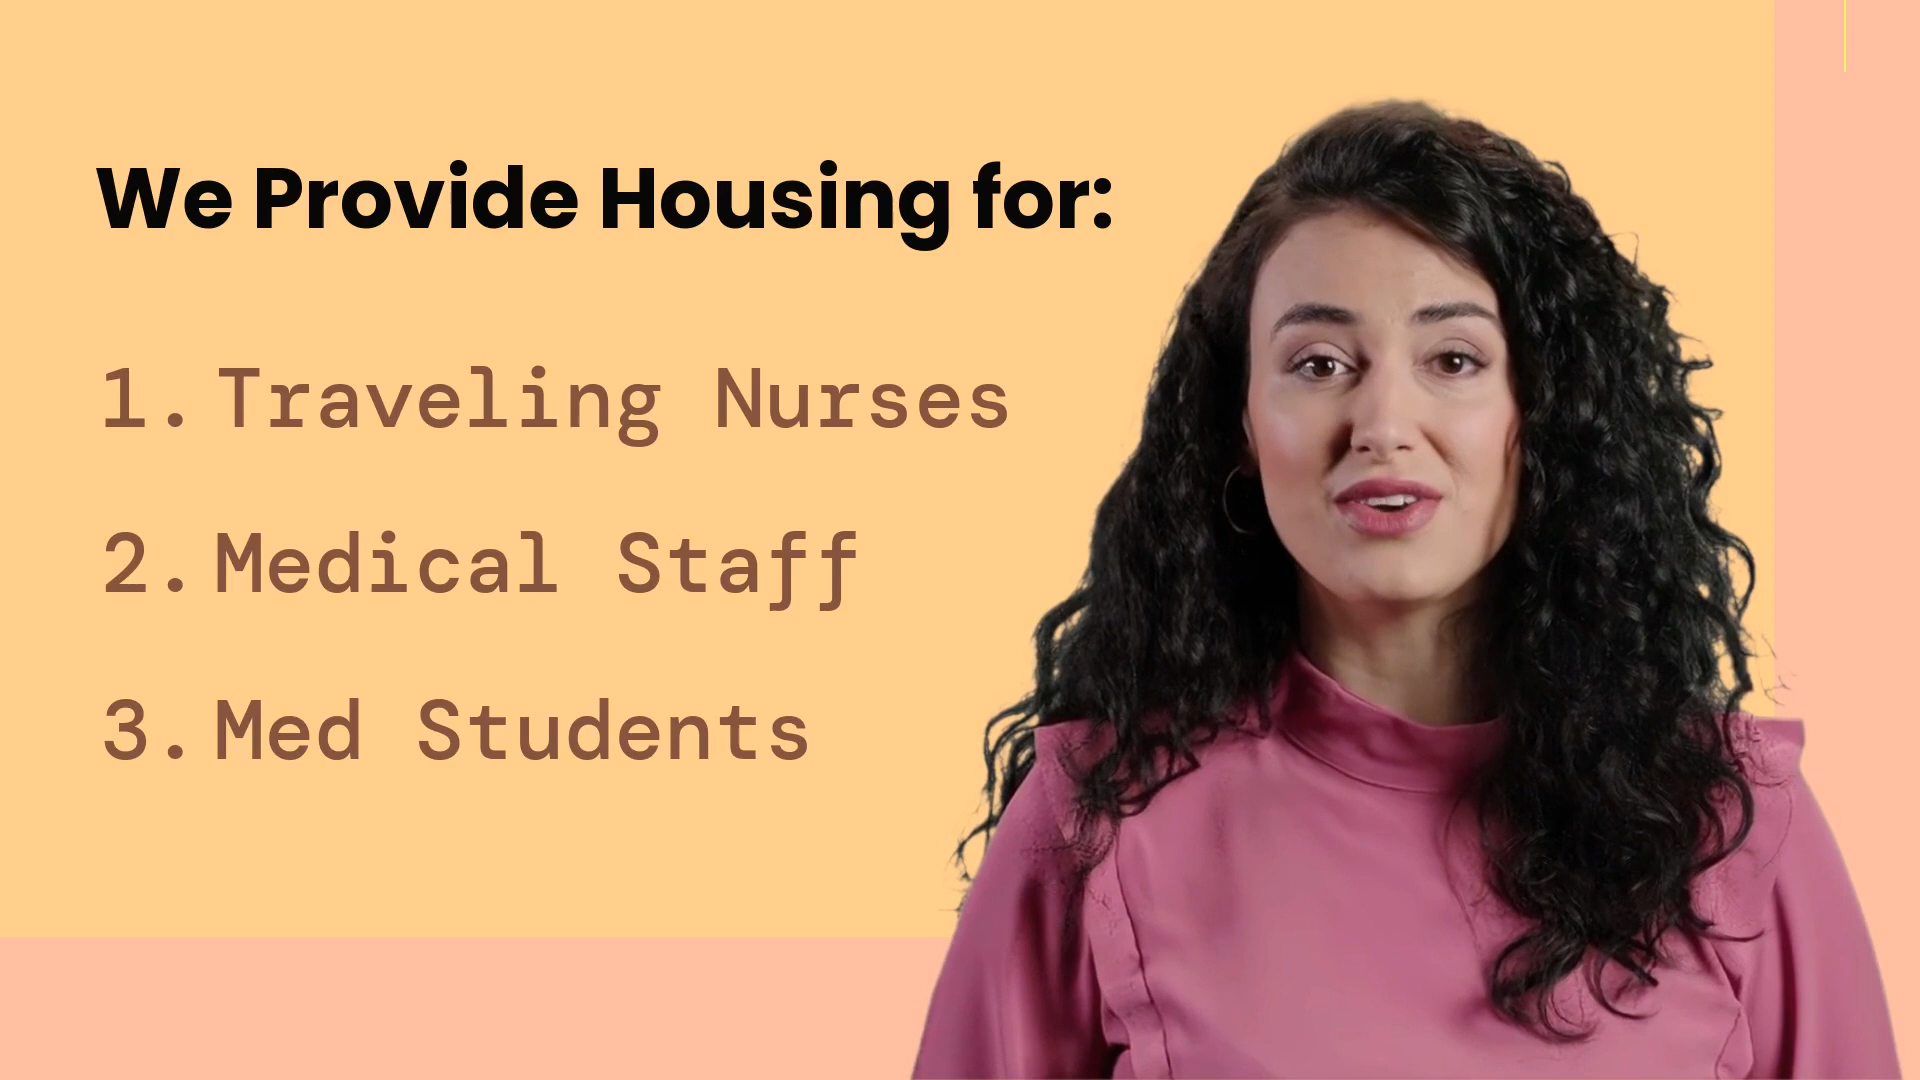 We Provide Housing for:
1. Traveling Nurses
2. Medical Staff
3. Med Students